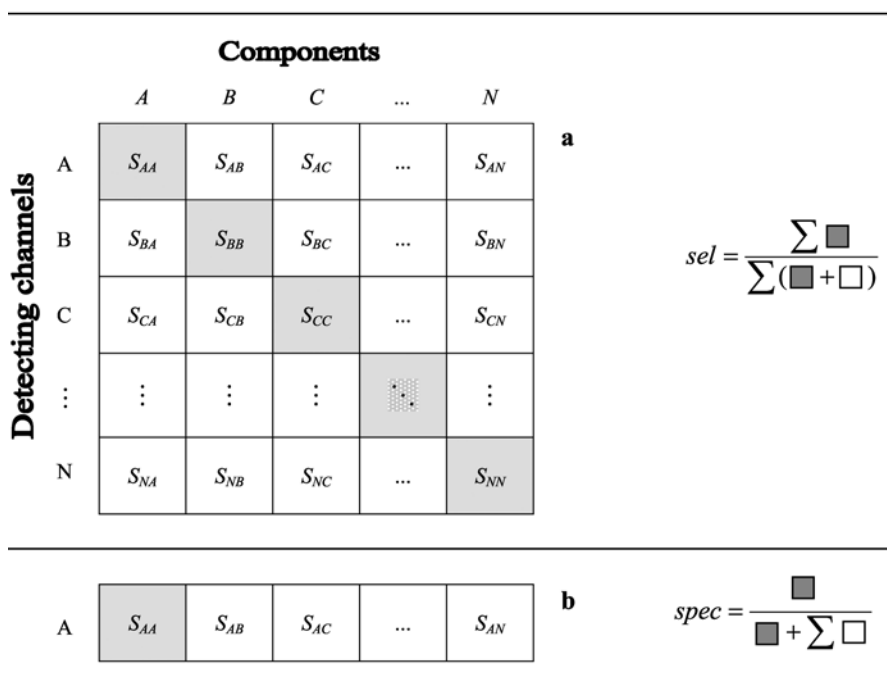 Components
A B C ... N
a
Detecting channels
A S_AA S_AB S_AC ... S_AN
B S_BA S_BB S_BC ... S_BN
sel = ∑■ / ∑(■+□)
C S_CA S_CB S_CC ... S_CN
⋮ ⋮ ⋮ ⋮ ⋱ ⋮
N S_NA S_NB S_NC ... S_NN
A S_AA S_AB S_AC ... S_AN
b
spec = ■ / ■+∑□